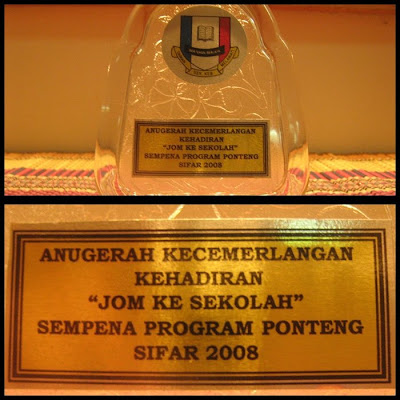 ANUGERAH KECEMERLANGAN
KEHADIRAN
"JOM KE SEKOLAH"
SEMPENA PROGRAM PONTENG
SIFAR 2008
ANUGERAH KECEMERLANGAN
KEHADIRAN
“JOM KE SEKOLAH”
SEMPENA PROGRAM PONTENG
SIFAR 2008